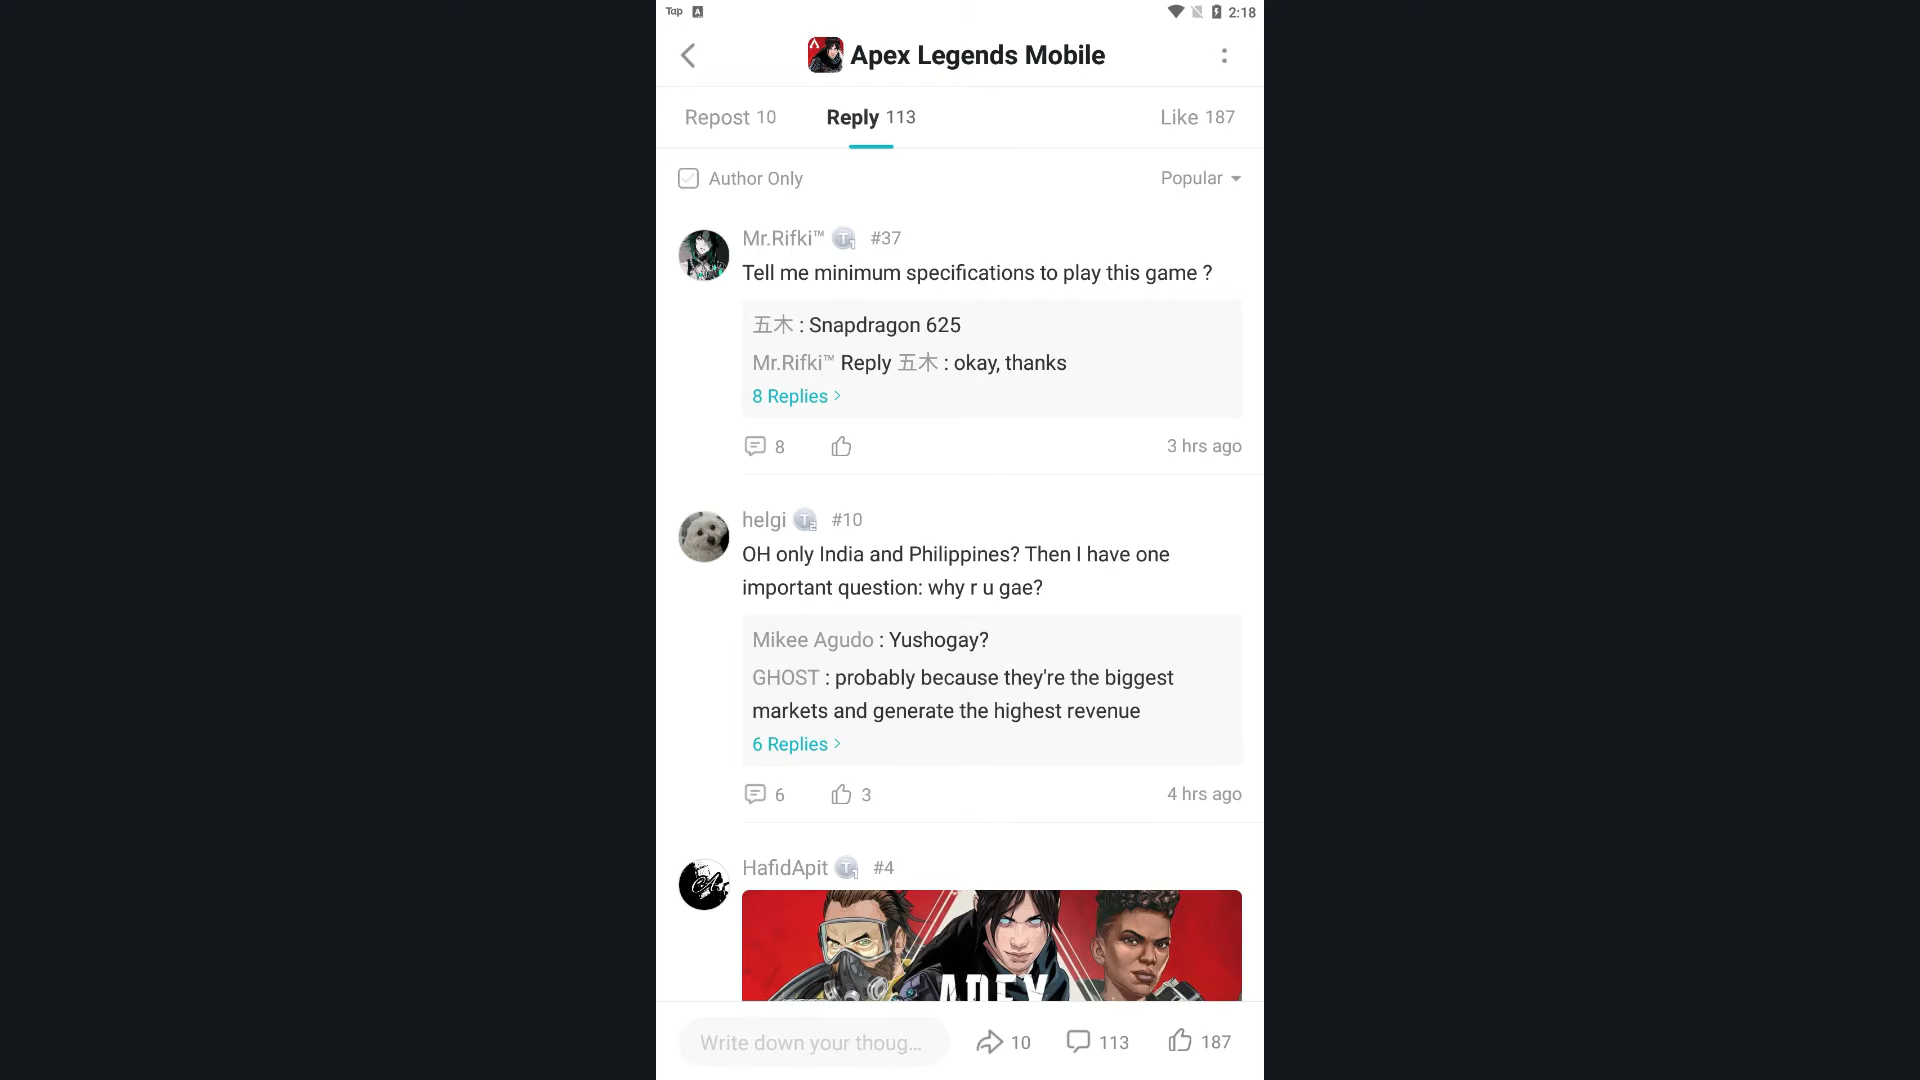 Tap A 2:18
Apex Legends Mobile
Repost 10 Reply 113 Like 187
Author Only Popular
Mr.Rifki™ T1 #37
Tell me minimum specifications to play this game ?
五木 : Snapdragon 625
Mr.Rifki™ Reply 五木 : okay, thanks
8 Replies >
8 3 hrs ago
helgi T2 #10
OH only India and Philippines? Then I have one
important question: why r u gae?
Mikee Agudo : Yushogay?
GHOST : probably because they're the biggest
markets and generate the highest revenue
6 Replies >
6 3 4 hrs ago
HafidApit T1 #4
APEX
Write down your thoug... 10 113 187